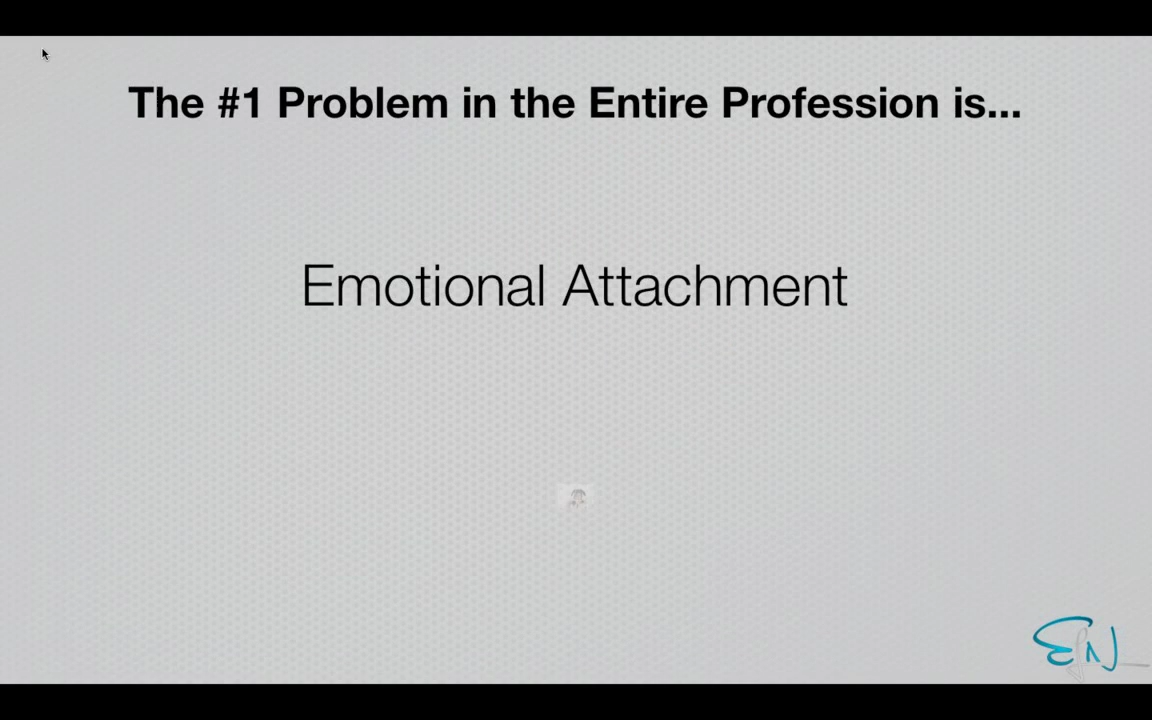 The #1 Problem in the Entire Profession is...
Emotional Attachment